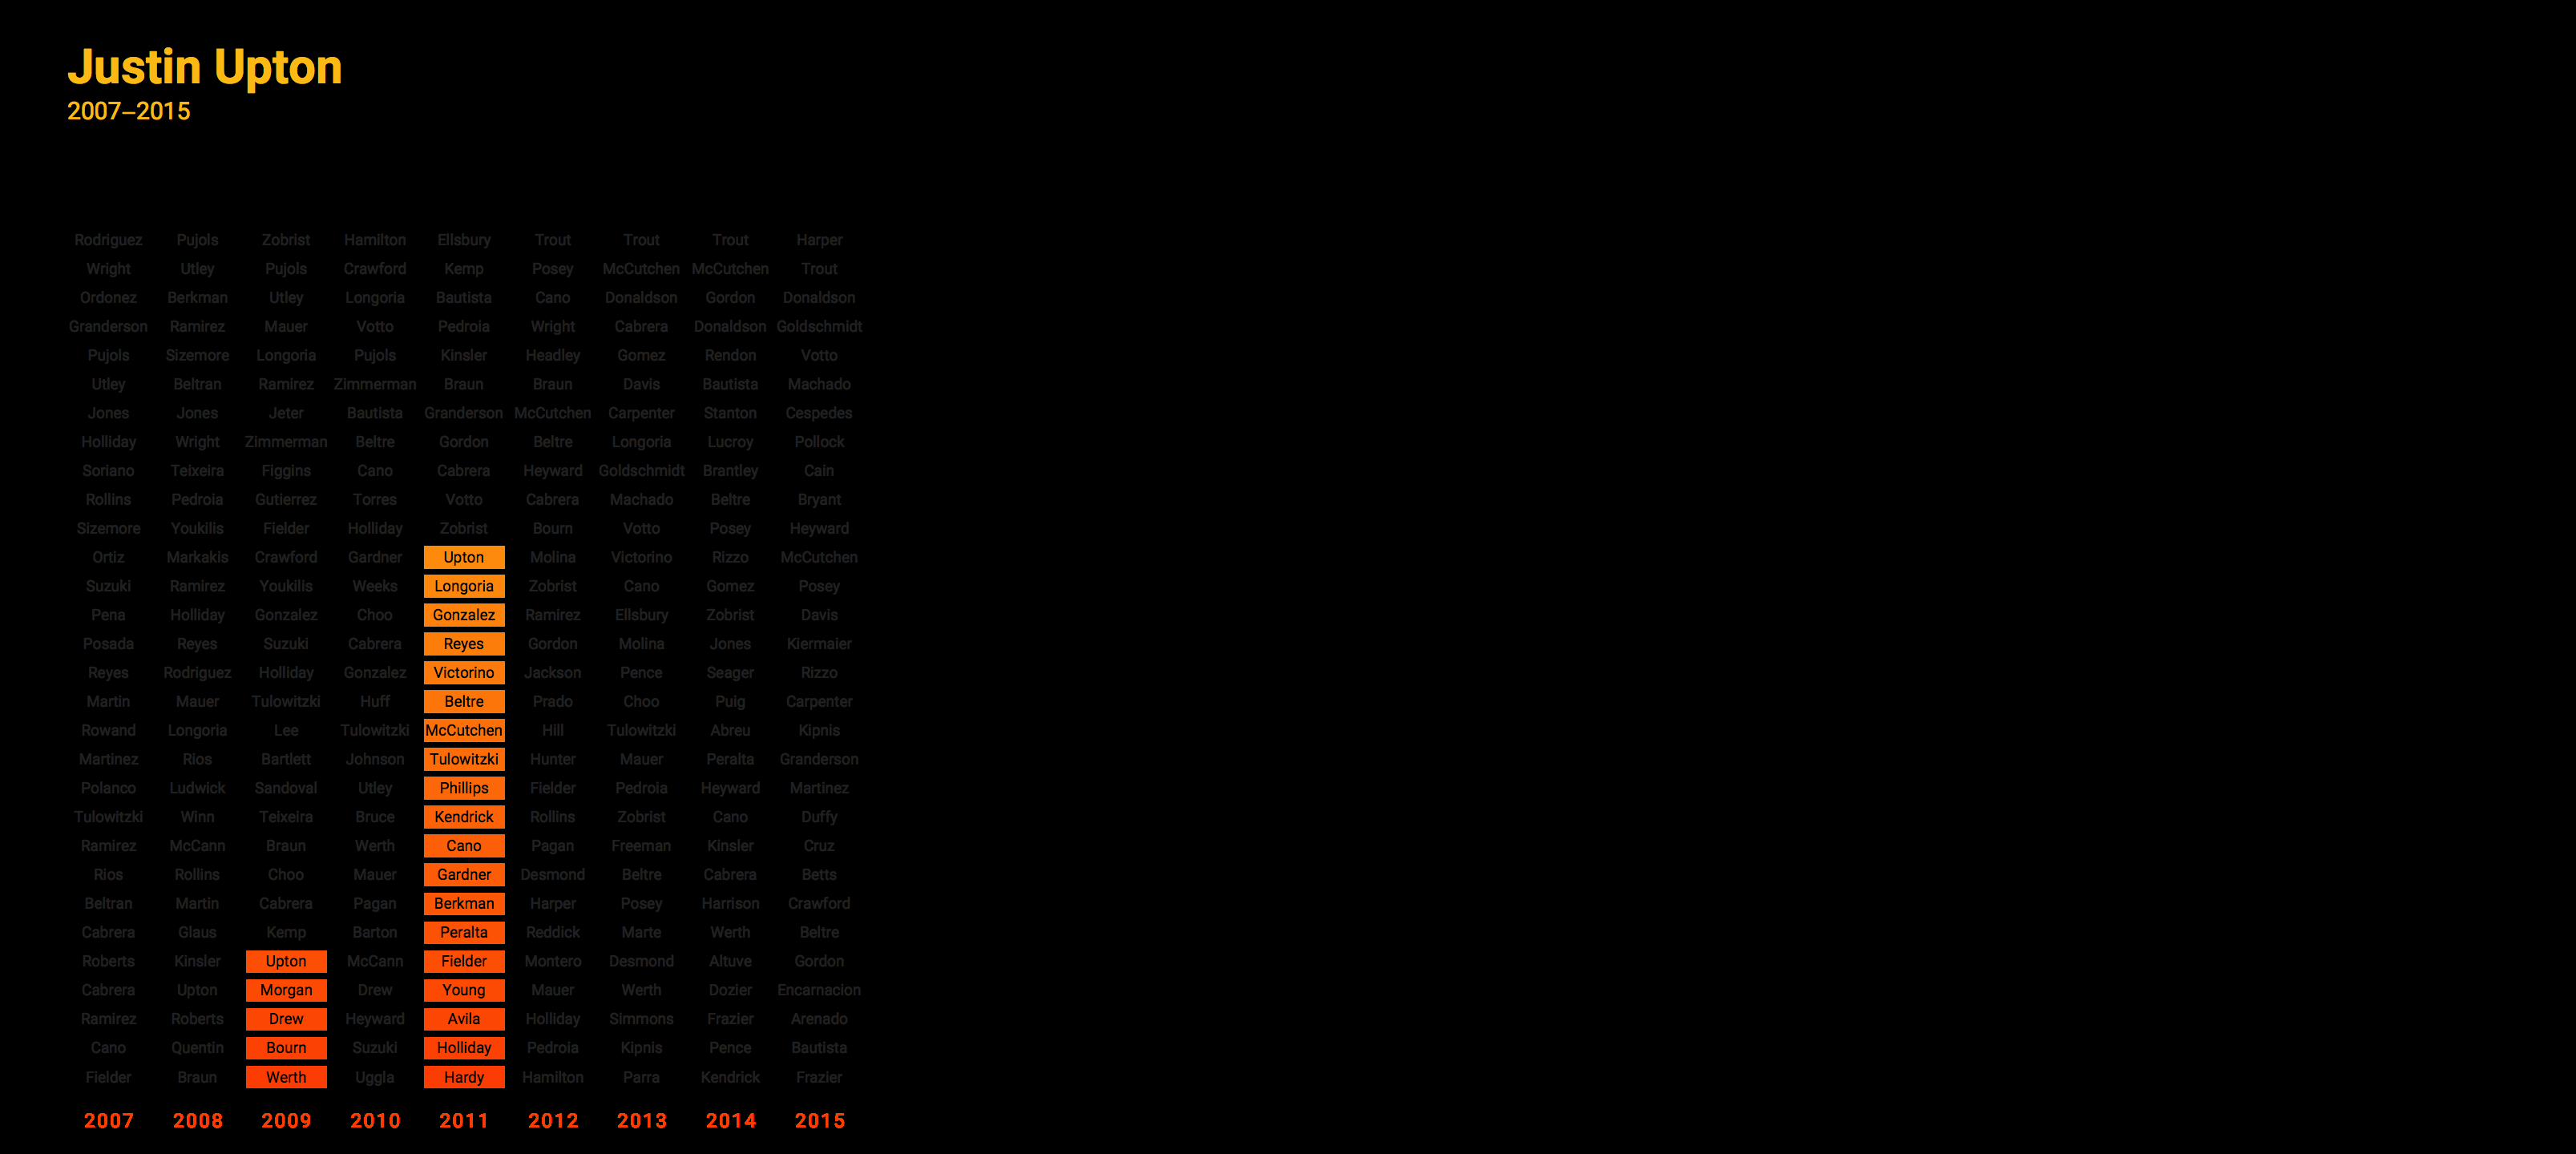 Justin Upton
2007–2015
Rodriguez Pujols Zobrist Hamilton Ellsbury Trout Trout Trout Harper
Wright Utley Pujols Crawford Kemp Posey McCutchen McCutchen Trout
Ordonez Berkman Utley Longoria Bautista Cano Donaldson Gordon Donaldson
Granderson Ramirez Mauer Votto Pedroia Wright Cabrera Donaldson Goldschmidt
Pujols Sizemore Longoria Pujols Kinsler Headley Gomez Rendon Votto
Utley Beltran Ramirez Zimmerman Braun Braun Davis Bautista Machado
Jones Jones Jeter Bautista Granderson McCutchen Carpenter Stanton Cespedes
Holliday Wright Zimmerman Beltre Gordon Beltre Longoria Lucroy Pollock
Soriano Teixeira Figgins Cano Cabrera Heyward Goldschmidt Brantley Cain
Rollins Pedroia Gutierrez Torres Votto Cabrera Machado Beltre Bryant
Sizemore Youkilis Fielder Holliday Zobrist Bourn Votto Posey Heyward
Ortiz Markakis Crawford Gardner Upton Molina Victorino Rizzo McCutchen
Suzuki Ramirez Youkilis Weeks Longoria Zobrist Cano Gomez Posey
Pena Holliday Gonzalez Choo Gonzalez Ramirez Ellsbury Zobrist Davis
Posada Reyes Suzuki Cabrera Reyes Gordon Molina Jones Kiermaier
Reyes Rodriguez Holliday Gonzalez Victorino Jackson Pence Seager Rizzo
Martin Mauer Tulowitzki Huff Beltre Prado Choo Puig Carpenter
Rowand Longoria Lee Tulowitzki McCutchen Hill Tulowitzki Abreu Kipnis
Martinez Rios Bartlett Johnson Tulowitzki Hunter Mauer Peralta Granderson
Polanco Ludwick Sandoval Utley Phillips Fielder Pedroia Heyward Martinez
Tulowitzki Winn Teixeira Bruce Kendrick Rollins Zobrist Cano Duffy
Ramirez McCann Braun Werth Cano Pagan Freeman Kinsler Cruz
Rios Rollins Choo Mauer Gardner Desmond Beltre Cabrera Betts
Beltran Martin Cabrera Pagan Berkman Harper Posey Harrison Crawford
Cabrera Glaus Kemp Barton Peralta Reddick Marte Werth Beltre
Roberts Kinsler Upton McCann Fielder Montero Desmond Altuve Gordon
Cabrera Upton Morgan Drew Young Mauer Werth Dozier Encarnacion
Ramirez Roberts Drew Heyward Avila Holliday Simmons Frazier Arenado
Cano Quentin Bourn Suzuki Holliday Pedroia Kipnis Pence Bautista
Fielder Braun Werth Uggla Hardy Hamilton Parra Kendrick Frazier
2007 2008 2009 2010 2011 2012 2013 2014 2015